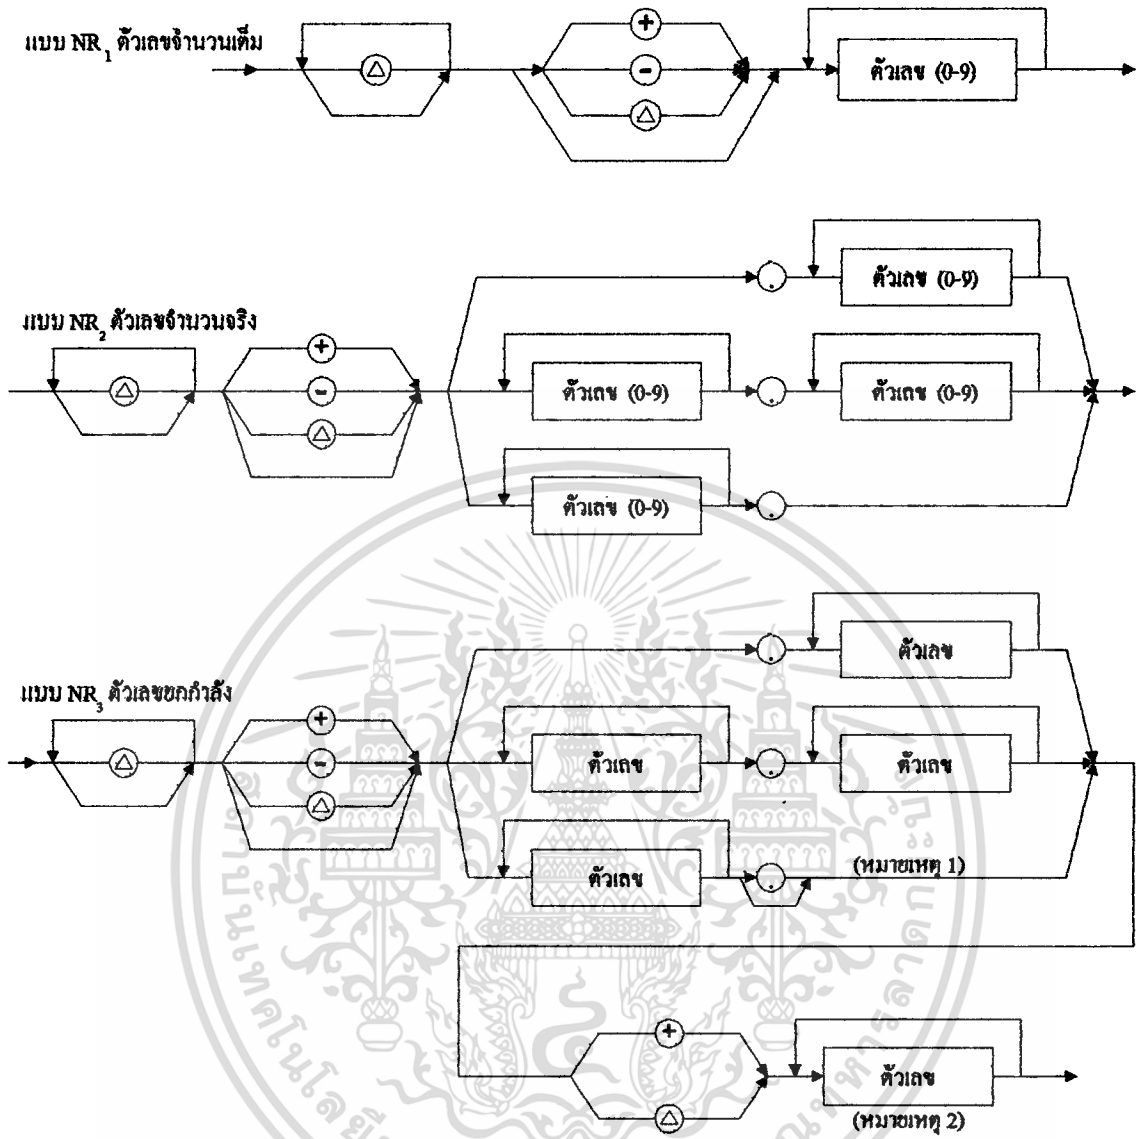 แบบ NR₁ ตัวเลขจำนวนเต็ม
+
-
△
△
ตัวเลข (0-9)
แบบ NR₂ ตัวเลขจำนวนจริง
. ตัวเลข (0-9)
+
-
△
△
ตัวเลข (0-9) . ตัวเลข (0-9)
ตัวเลข (0-9) .
แบบ NR₃ ตัวเลขยกกำลัง
. ตัวเลข
+
-
△
△
ตัวเลข . ตัวเลข
ตัวเลข . (หมายเหตุ 1)
+
△
ตัวเลข
(หมายเหตุ 2)